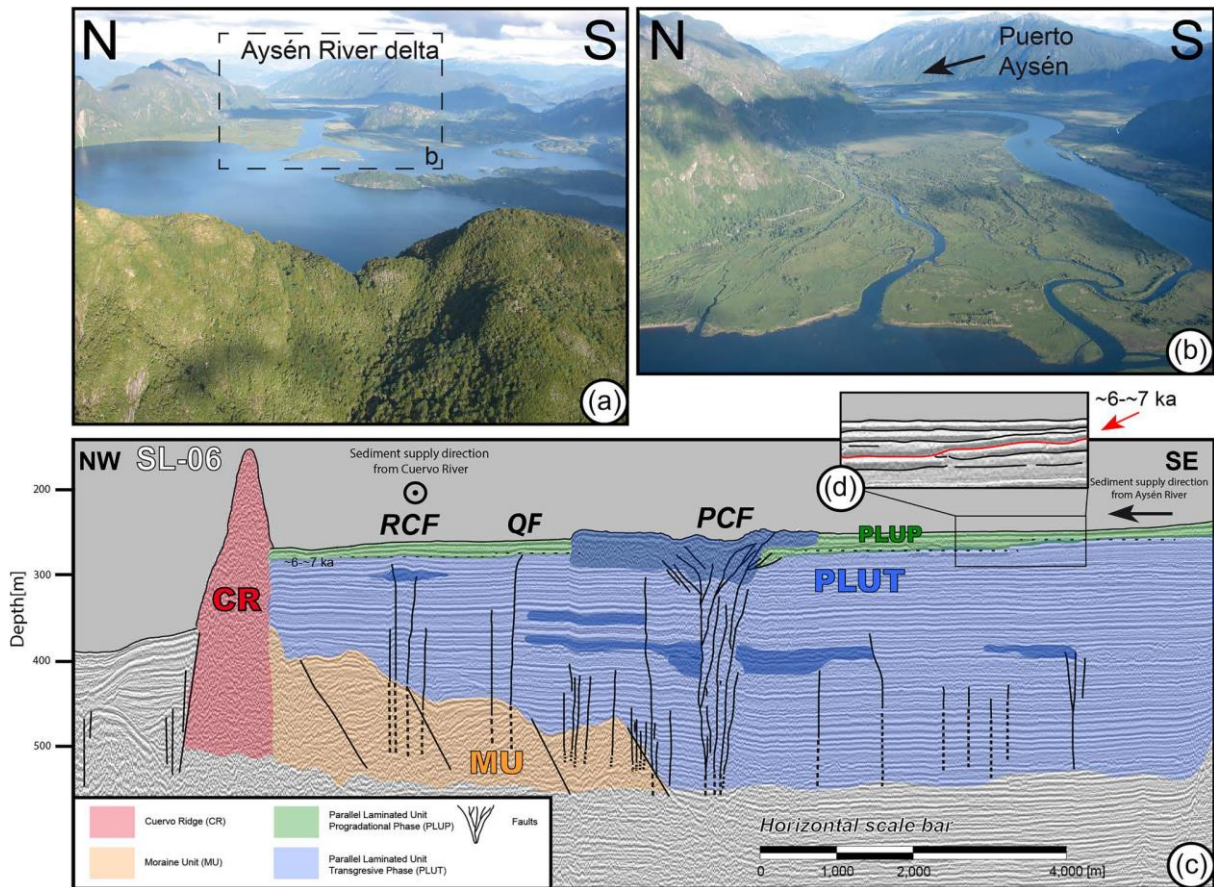 N
Aysén River delta
S
b
(a)
N
Puerto
Aysén
S
(b)
~6-~7 ka
(d)
NW
SL-06
Sediment supply direction
from Cuervo River
RCF
QF
PCF
SE
Sediment supply direction
from Aysén River
PLUP
PLUT
~6-~7 ka
CR
MU
Depth[m]
200
300
400
500
Cuervo Ridge (CR)
Moraine Unit (MU)
Parallel Laminated Unit
Progradational Phase (PLUP)
Parallel Laminated Unit
Transgresive Phase (PLUT)
Faults
Horizontal scale bar
0
1,000
2,000
4,000 [m]
(c)